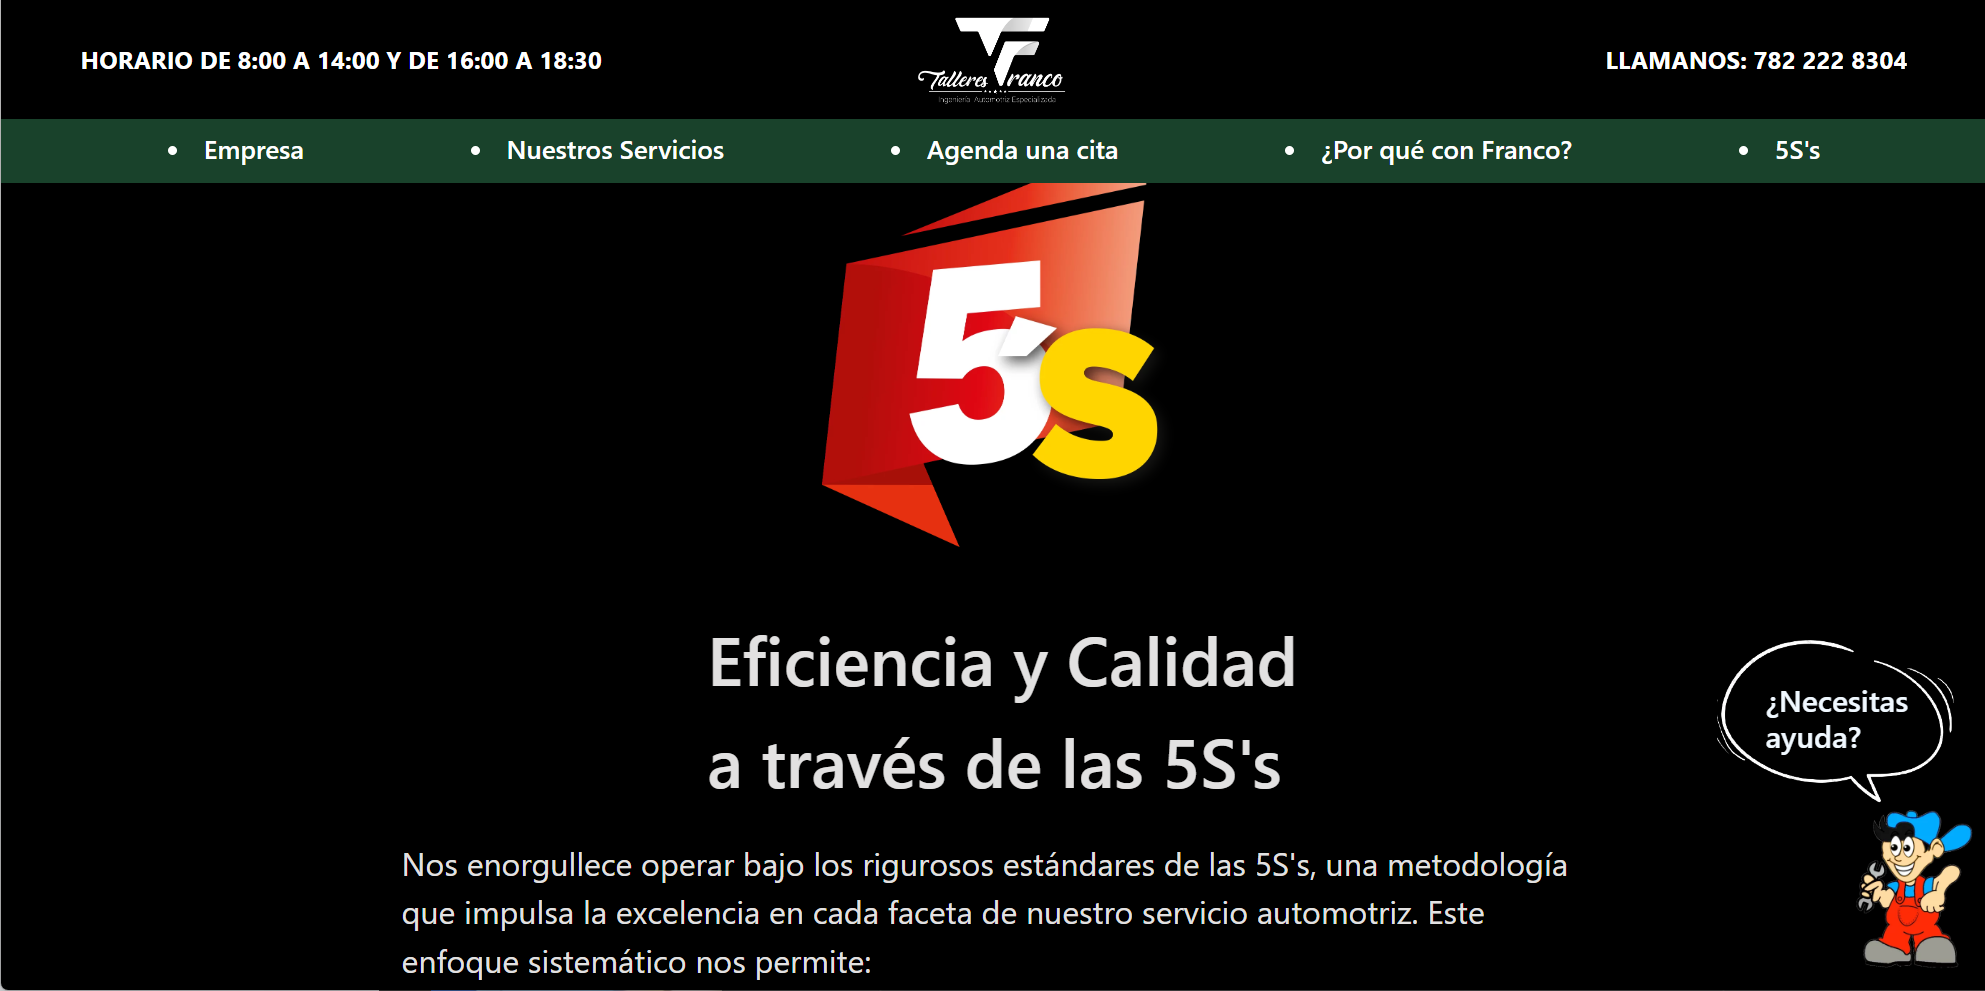 HORARIO DE 8:00 A 14:00 Y DE 16:00 A 18:30
TF
Talleres Franco
Ingeniería Automotriz Especializada
LLAMANOS: 782 222 8304
• Empresa
• Nuestros Servicios
• Agenda una cita
• ¿Por qué con Franco?
• 5S's
5's
Eficiencia y Calidad
a través de las 5S's
¿Necesitas
ayuda?
Nos enorgullece operar bajo los rigurosos estándares de las 5S's, una metodología
que impulsa la excelencia en cada faceta de nuestro servicio automotriz. Este
enfoque sistemático nos permite: